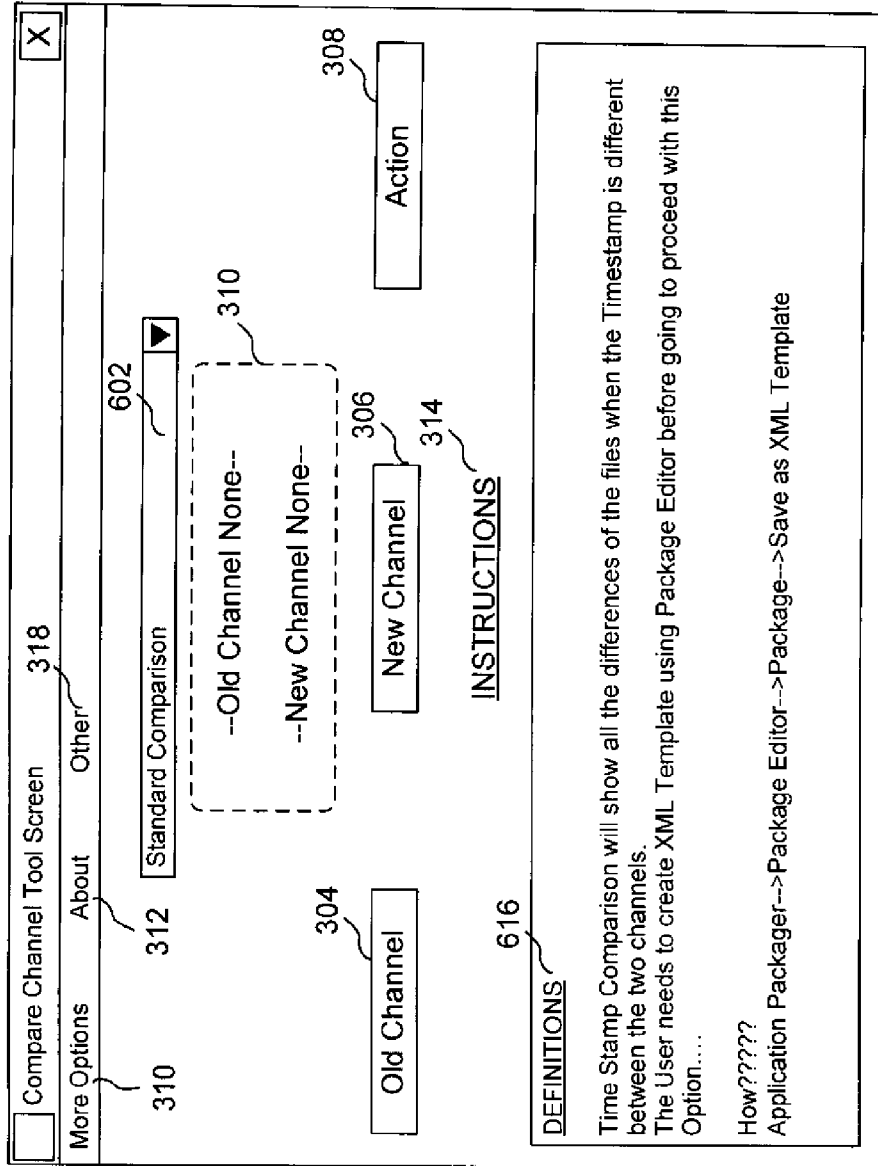 Compare Channel Tool Screen
X
318
More Options
About
Other
310
312
602
Standard Comparison
310
--Old Channel None--
--New Channel None--
304
306
308
Old Channel
New Channel
Action
314
INSTRUCTIONS
616
DEFINITIONS
Time Stamp Comparison will show all the differences of the files when the Timestamp is different
between the two channels.
The User needs to create XML Template using Package Editor before going to proceed with this
Option....
How?????
Application Packager-->Package Editor-->Package-->Save as XML Template